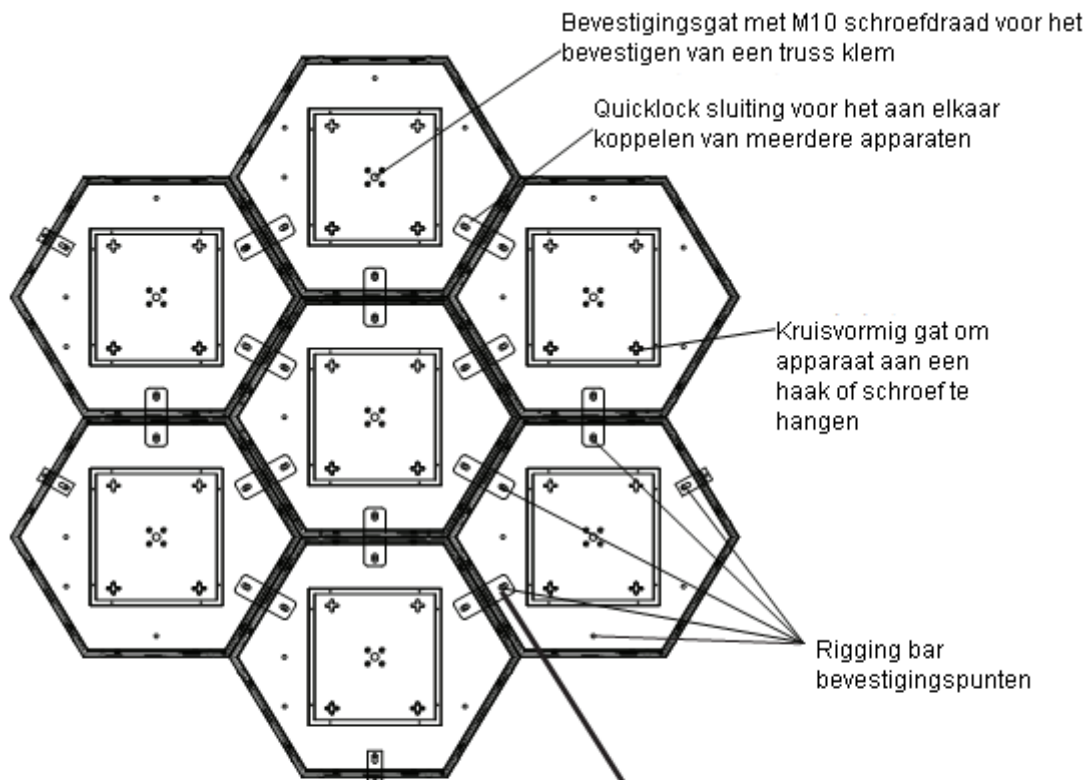 Bevestigingsgat met M10 schroefdraad voor het
bevestigen van een truss klem
Quicklock sluiting voor het aan elkaar
koppelen van meerdere apparaten
Kruisvormig gat om
apparaat aan een
haak of schroef te
hangen
Rigging bar
bevestigingspunten